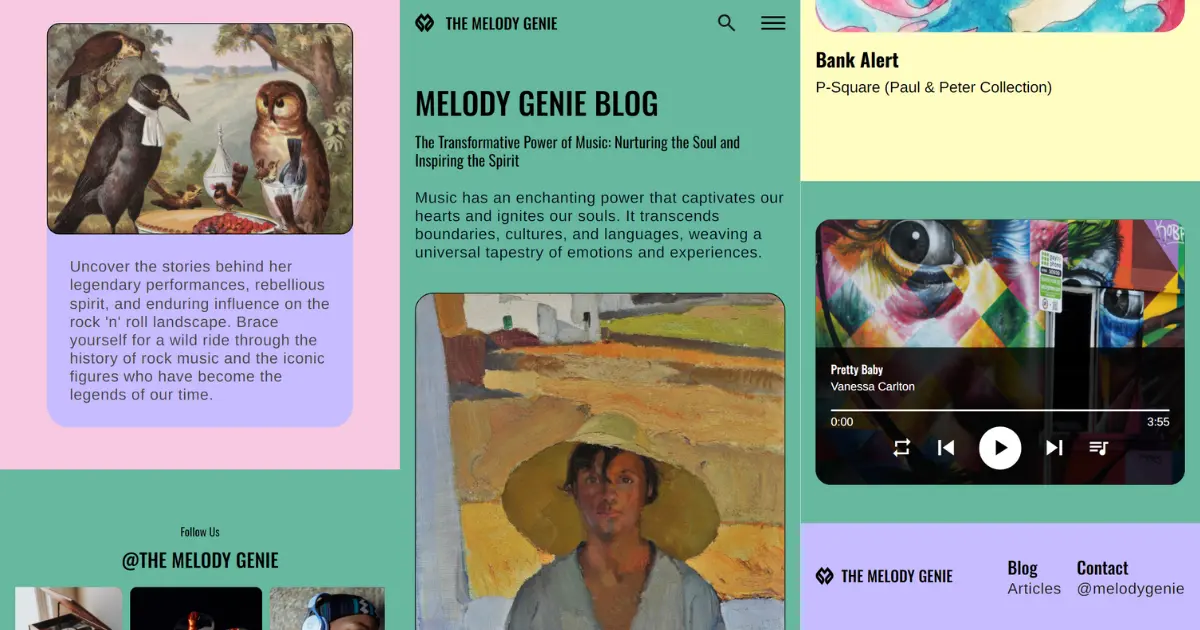 Uncover the stories behind her
legendary performances, rebellious
spirit, and enduring influence on the
rock 'n' roll landscape. Brace
yourself for a wild ride through the
history of rock music and the iconic
figures who have become the
legends of our time.
Follow Us
@THE MELODY GENIE
THE MELODY GENIE
MELODY GENIE BLOG
The Transformative Power of Music: Nurturing the Soul and
Inspiring the Spirit
Music has an enchanting power that captivates our
hearts and ignites our souls. It transcends
boundaries, cultures, and languages, weaving a
universal tapestry of emotions and experiences.
Bank Alert
P-Square (Paul & Peter Collection)
Pretty Baby
Vanessa Carlton
0:00 3:55
THE MELODY GENIE
Blog Contact
Articles @melodygenie